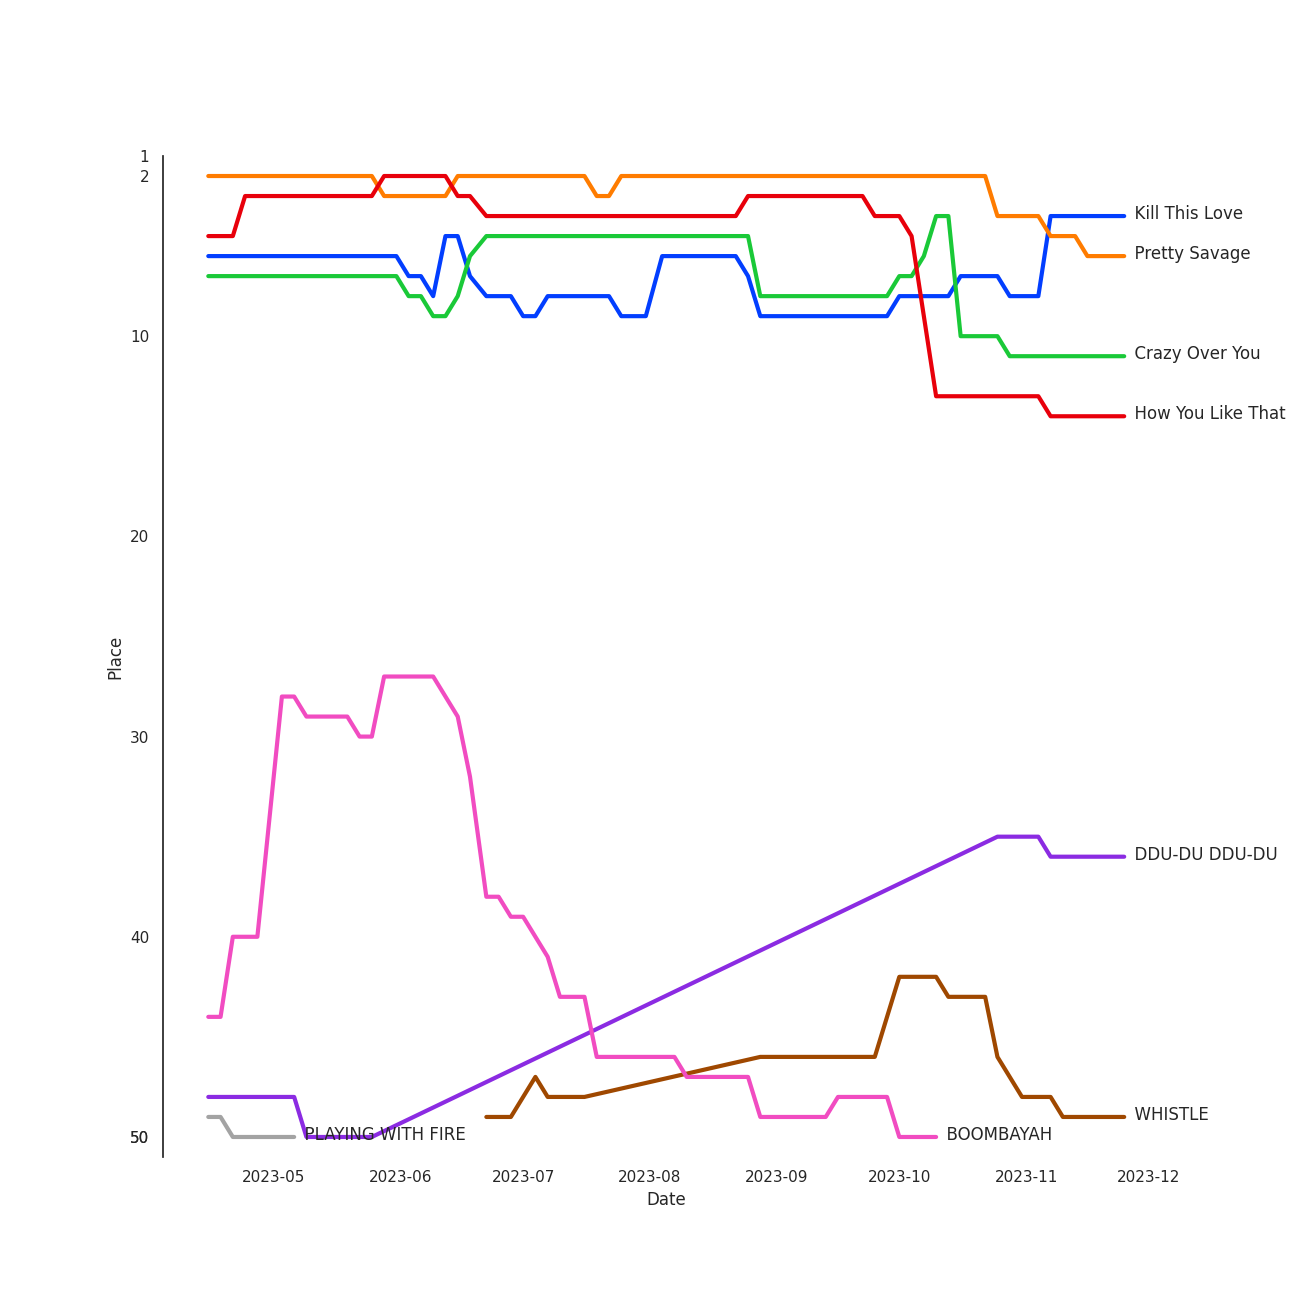 1
2
10
20
30
40
50
Place
Kill This Love
Pretty Savage
Crazy Over You
How You Like That
DDU-DU DDU-DU
WHISTLE
PLAYING WITH FIRE
BOOMBAYAH
2023-05 2023-06 2023-07 2023-08 2023-09 2023-10 2023-11 2023-12
Date